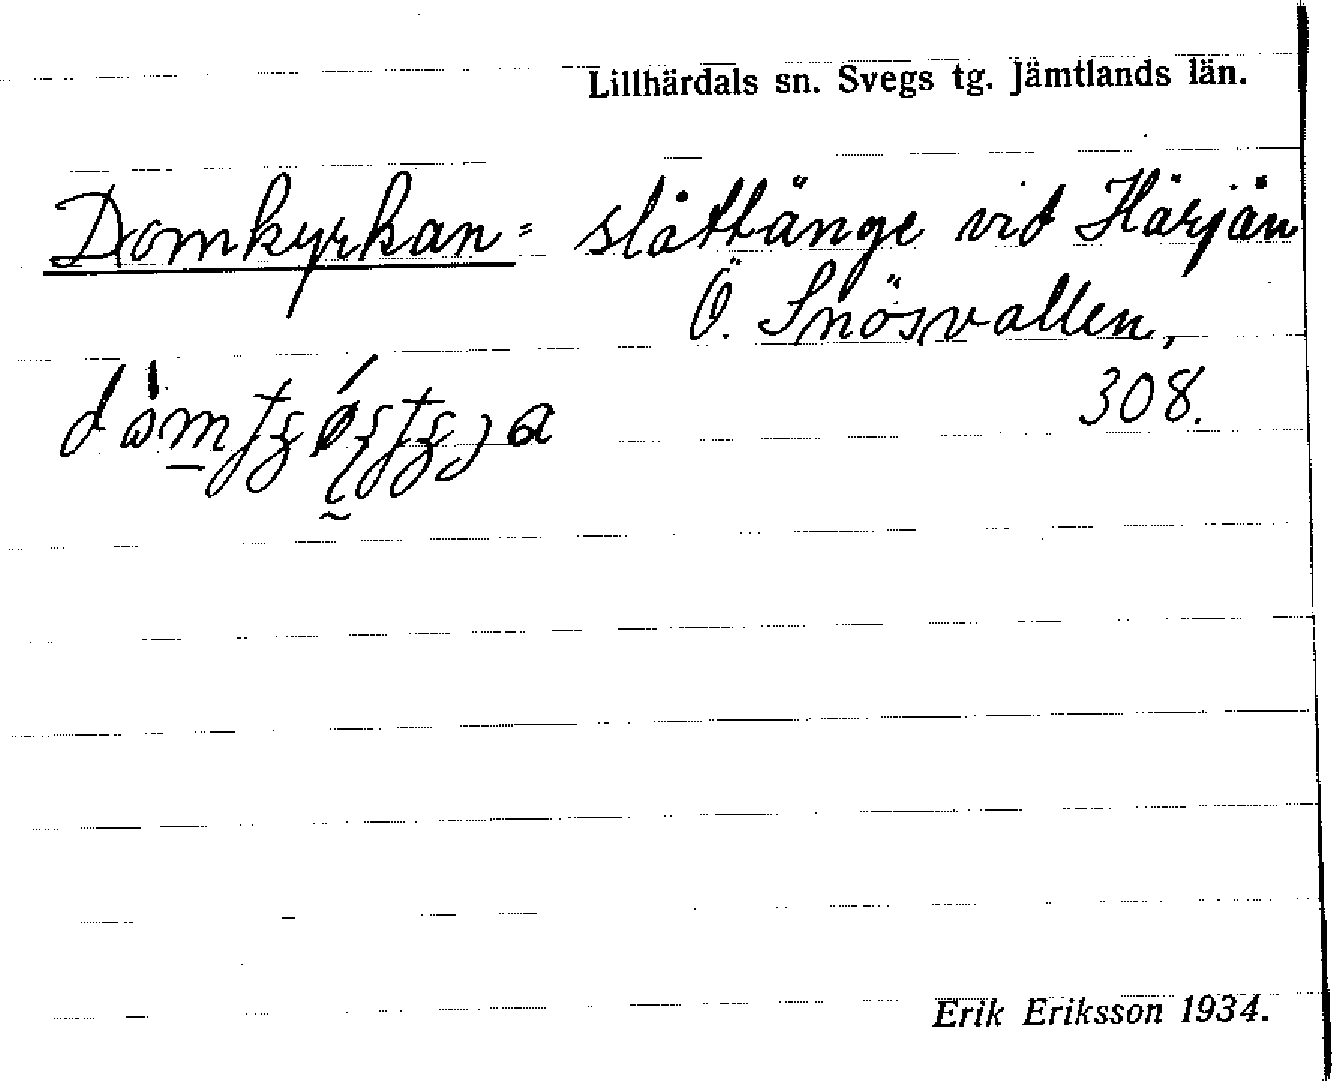 Lillhärdals sn. Svegs tg. Jämtlands län.
Domkyrkan = slåttänge vid Härjån
Ö. Snösvallen,
308.
Erik Eriksson 1934.